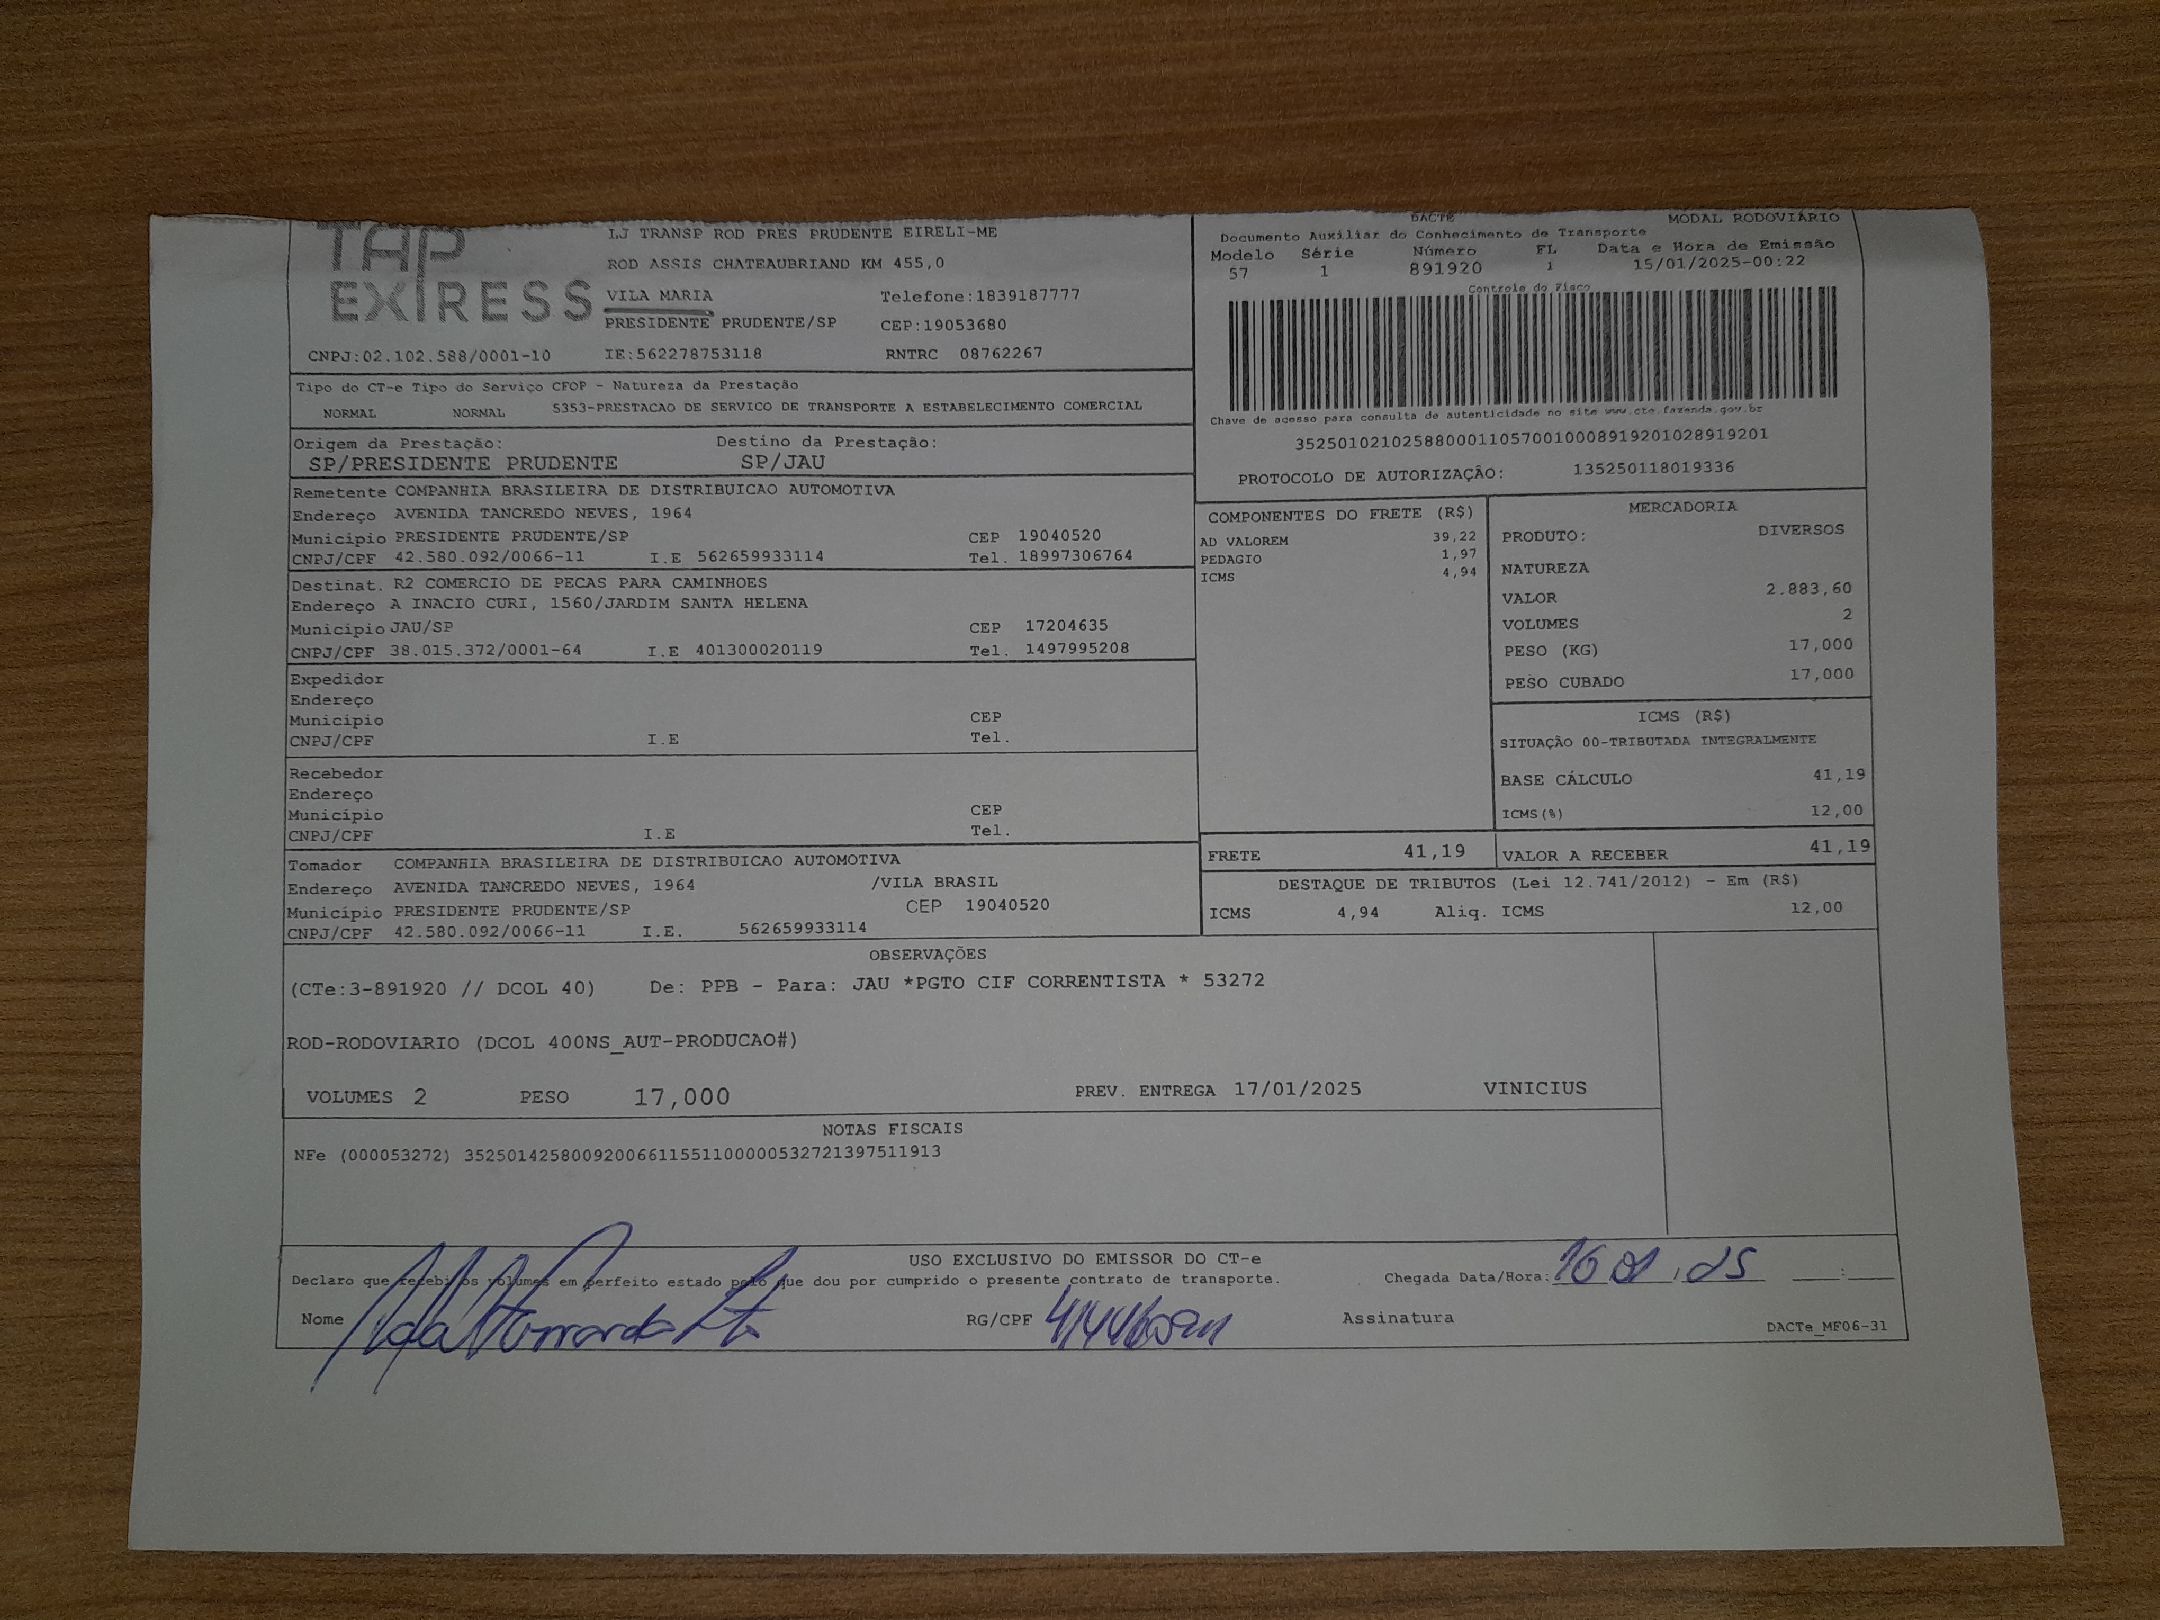 TAP
EXPRESS
LJ TRANSP ROD PRES PRUDENTE EIRELI-ME
ROD ASSIS CHATEAUBRIAND KM 455,0
VILA MARIA Telefone:1839187777
PRESIDENTE PRUDENTE/SP CEP:19053680
CNPJ:02.102.588/0001-10 IE:562278753118 RNTRC 08762267
DACTE MODAL RODOVIÁRIO
Documento Auxiliar do Conhecimento de Transporte
Modelo Série Número FL Data e Hora de Emissão
57 1 891920 1 15/01/2025-00:22
Controle do Fisco
Chave de acesso para consulta de autenticidade no site www.cte.fazenda.gov.br
35250102102588000110570010008919201028919201
PROTOCOLO DE AUTORIZAÇÃO: 135250118019336
Tipo do CT-e Tipo do Serviço CFOP - Natureza da Prestação
NORMAL NORMAL 5353-PRESTACAO DE SERVICO DE TRANSPORTE A ESTABELECIMENTO COMERCIAL
Origem da Prestação: Destino da Prestação:
SP/PRESIDENTE PRUDENTE SP/JAU
Remetente COMPANHIA BRASILEIRA DE DISTRIBUICAO AUTOMOTIVA
Endereço AVENIDA TANCREDO NEVES, 1964
Município PRESIDENTE PRUDENTE/SP CEP 19040520
CNPJ/CPF 42.580.092/0066-11 I.E 562659933114 Tel. 18997306764
Destinat. R2 COMERCIO DE PECAS PARA CAMINHOES
Endereço A INACIO CURI, 1560/JARDIM SANTA HELENA
Município JAU/SP CEP 17204635
CNPJ/CPF 38.015.372/0001-64 I.E 401300020119 Tel. 1497995208
Expedidor
Endereço
Município CEP
CNPJ/CPF I.E Tel.
Recebedor
Endereço
Município CEP
CNPJ/CPF I.E Tel.
Tomador COMPANHIA BRASILEIRA DE DISTRIBUICAO AUTOMOTIVA
Endereço AVENIDA TANCREDO NEVES, 1964 /VILA BRASIL
Município PRESIDENTE PRUDENTE/SP CEP 19040520
CNPJ/CPF 42.580.092/0066-11 I.E. 562659933114
COMPONENTES DO FRETE (R$)
AD VALOREM 39,22
PEDAGIO 1,97
ICMS 4,94
MERCADORIA
PRODUTO: DIVERSOS
NATUREZA
VALOR 2.883,60
VOLUMES 2
PESO (KG) 17,000
PESO CUBADO 17,000
ICMS (R$)
SITUAÇÃO 00-TRIBUTADA INTEGRALMENTE
BASE CÁLCULO 41,19
ICMS(%) 12,00
FRETE 41,19 VALOR A RECEBER 41,19
DESTAQUE DE TRIBUTOS (Lei 12.741/2012) - Em (R$)
ICMS 4,94 Aliq. ICMS 12,00
OBSERVAÇÕES
(CTe:3-891920 // DCOL 40) De: PPB - Para: JAU *PGTO CIF CORRENTISTA * 53272
ROD-RODOVIARIO (DCOL 400NS_AUT-PRODUCAO#)
VOLUMES 2 PESO 17,000 PREV. ENTREGA 17/01/2025 VINICIUS
NOTAS FISCAIS
NFe (000053272) 35250142580092006611551100000532721397511913
USO EXCLUSIVO DO EMISSOR DO CT-e
Declaro que recebi os volumes em perfeito estado pelo que dou por cumprido o presente contrato de transporte. Chegada Data/Hora: 16 01.25 __:__
Nome RG/CPF Assinatura
DACTe_MF06-31